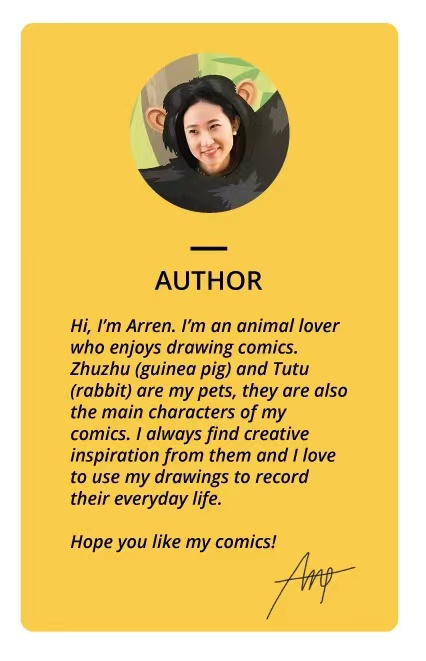 AUTHOR
Hi, I’m Arren. I’m an animal lover
who enjoys drawing comics.
Zhuzhu (guinea pig) and Tutu
(rabbit) are my pets, they are also
the main characters of my
comics. I always find creative
inspiration from them and I love
to use my drawings to record
their everyday life.
Hope you like my comics!